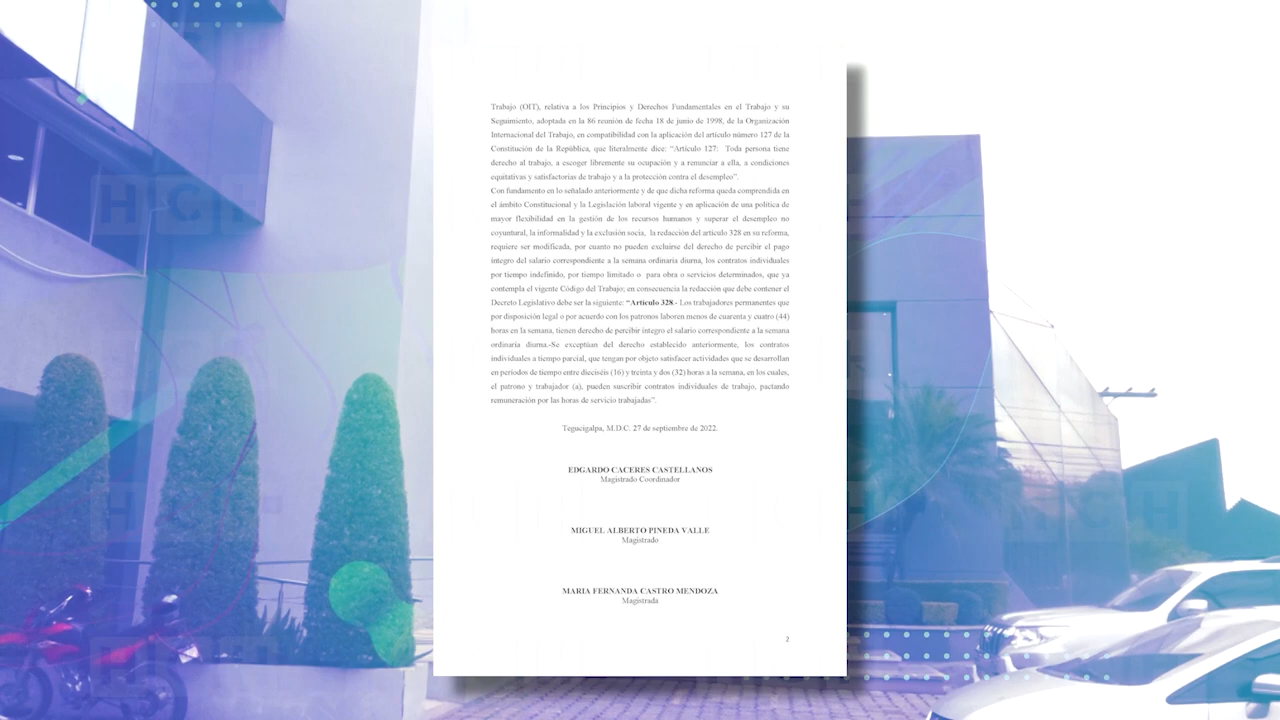 Trabajo (OIT), relativa a los Principios y Derechos Fundamentales en el Trabajo y su
Seguimiento, adoptada en la 86 reunión de fecha 18 de junio de 1998, de la Organización
Internacional del Trabajo, en compatibilidad con la aplicación del artículo número 127 de la
Constitución de la República, que literalmente dice: “Artículo 127: Toda persona tiene
derecho al trabajo, a escoger libremente su ocupación y a renunciar a ella, a condiciones
equitativas y satisfactorias de trabajo y a la protección contra el desempleo”.
Con fundamento en lo señalado anteriormente y de que dicha reforma queda comprendida en
el ámbito Constitucional y la Legislación laboral vigente y en aplicación de una política de
mayor flexibilidad en la gestión de los recursos humanos y superar el desempleo no
coyuntural, la informalidad y la exclusión socia, la redacción del artículo 328 en su reforma,
requiere ser modificada, por cuanto no pueden excluirse del derecho de percibir el pago
íntegro del salario correspondiente a la semana ordinaria diurna, los contratos individuales
por tiempo indefinido, por tiempo limitado o para obra o servicios determinados, que ya
contempla el vigente Código del Trabajo; en consecuencia la redacción que debe contener el
Decreto Legislativo debe ser la siguiente: “Artículo 328.- Los trabajadores permanentes que
por disposición legal o por acuerdo con los patronos laboren menos de cuarenta y cuatro (44)
horas en la semana, tienen derecho de percibir íntegro el salario correspondiente a la semana
ordinaria diurna.-Se exceptúan del derecho establecido anteriormente, los contratos
individuales a tiempo parcial, que tengan por objeto satisfacer actividades que se desarrollan
en períodos de tiempo entre dieciséis (16) y treinta y dos (32) horas a la semana, en los cuales,
el patrono y trabajador (a), pueden suscribir contratos individuales de trabajo, pactando
remuneración por las horas de servicio trabajadas”.
Tegucigalpa, M.D.C. 27 de septiembre de 2022.
EDGARDO CACERES CASTELLANOS
Magistrado Coordinador
MIGUEL ALBERTO PINEDA VALLE
Magistrado
MARIA FERNANDA CASTRO MENDOZA
Magistrada
2